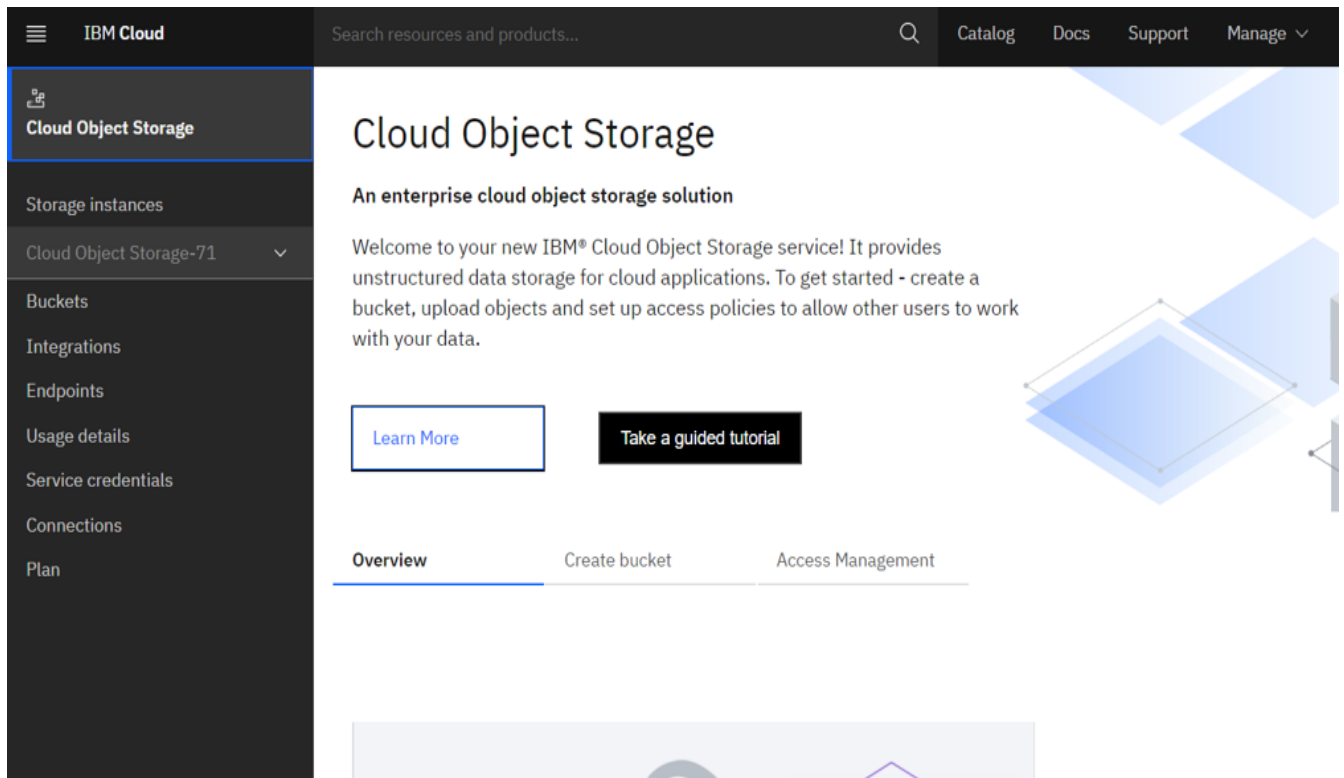 IBM Cloud
Search resources and products...
Catalog
Docs
Support
Manage
Cloud Object Storage
Storage instances
Cloud Object Storage-71
Buckets
Integrations
Endpoints
Usage details
Service credentials
Connections
Plan
Cloud Object Storage
An enterprise cloud object storage solution
Welcome to your new IBM® Cloud Object Storage service! It provides
unstructured data storage for cloud applications. To get started - create a
bucket, upload objects and set up access policies to allow other users to work
with your data.
Learn More
Take a guided tutorial
Overview
Create bucket
Access Management